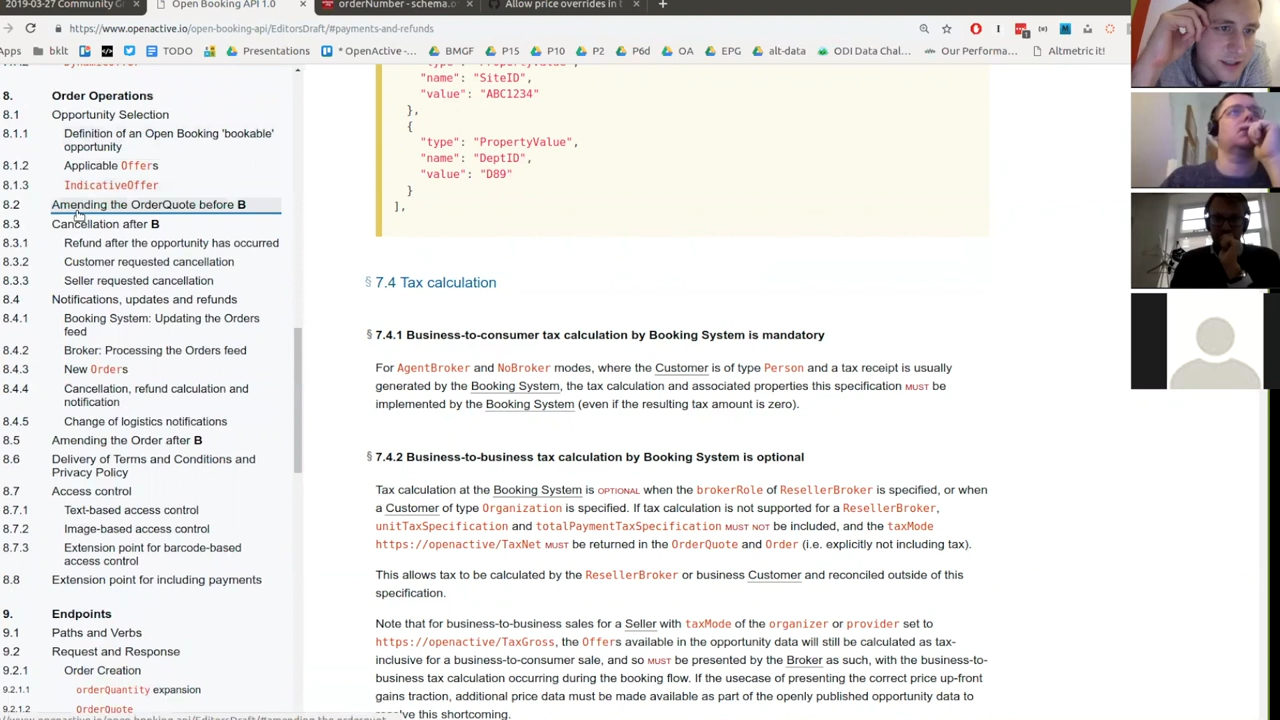 2019-03-27 Community G
Open Booking API 1.0
orderNumber - schema.o
Allow price overrides in t
https://www.openactive.io/open-booking-api/EditorsDraft/#payments-and-refunds
Apps
bklt
TODO
Presentations
* OpenActive -
BMGF
P15
P10
P2
P6d
OA
EPG
alt-data
ODI Data Chal...
Our Performa...
Altmetric it!
8. Order Operations
8.1 Opportunity Selection
8.1.1 Definition of an Open Booking 'bookable'
opportunity
8.1.2 Applicable Offers
8.1.3 IndicativeOffer
8.2 Amending the OrderQuote before B
8.3 Cancellation after B
8.3.1 Refund after the opportunity has occurred
8.3.2 Customer requested cancellation
8.3.3 Seller requested cancellation
8.4 Notifications, updates and refunds
8.4.1 Booking System: Updating the Orders
feed
8.4.2 Broker: Processing the Orders feed
8.4.3 New Orders
8.4.4 Cancellation, refund calculation and
notification
8.4.5 Change of logistics notifications
8.5 Amending the Order after B
8.6 Delivery of Terms and Conditions and
Privacy Policy
8.7 Access control
8.7.1 Text-based access control
8.7.2 Image-based access control
8.7.3 Extension point for barcode-based
access control
8.8 Extension point for including payments
9. Endpoints
9.1 Paths and Verbs
9.2 Request and Response
9.2.1 Order Creation
9.2.1.1 orderQuantity expansion
9.2.1.2 OrderQuote
"type": "PropertyValue",
"name": "SiteID",
"value": "ABC1234"
},
{
"type": "PropertyValue",
"name": "DeptID",
"value": "D89"
}
],
§ 7.4 Tax calculation
§ 7.4.1 Business-to-consumer tax calculation by Booking System is mandatory
For AgentBroker and NoBroker modes, where the Customer is of type Person and a tax receipt is usually
generated by the Booking System, the tax calculation and associated properties this specification MUST be
implemented by the Booking System (even if the resulting tax amount is zero).
§ 7.4.2 Business-to-business tax calculation by Booking System is optional
Tax calculation at the Booking System is OPTIONAL when the brokerRole of ResellerBroker is specified, or when
a Customer of type Organization is specified. If tax calculation is not supported for a ResellerBroker,
unitTaxSpecification and totalPaymentTaxSpecification MUST NOT be included, and the taxMode
https://openactive/TaxNet MUST be returned in the OrderQuote and Order (i.e. explicitly not including tax).
This allows tax to be calculated by the ResellerBroker or business Customer and reconciled outside of this
specification.
Note that for business-to-business sales for a Seller with taxMode of the organizer or provider set to
https://openactive/TaxGross, the Offers available in the opportunity data will still be calculated as tax-
inclusive for a business-to-consumer sale, and so MUST be presented by the Broker as such, with the business-to-
business tax calculation occurring during the booking flow. If the usecase of presenting the correct price up-front
gains traction, additional price data must be made available as part of the openly published opportunity data to
resolve this shortcoming.